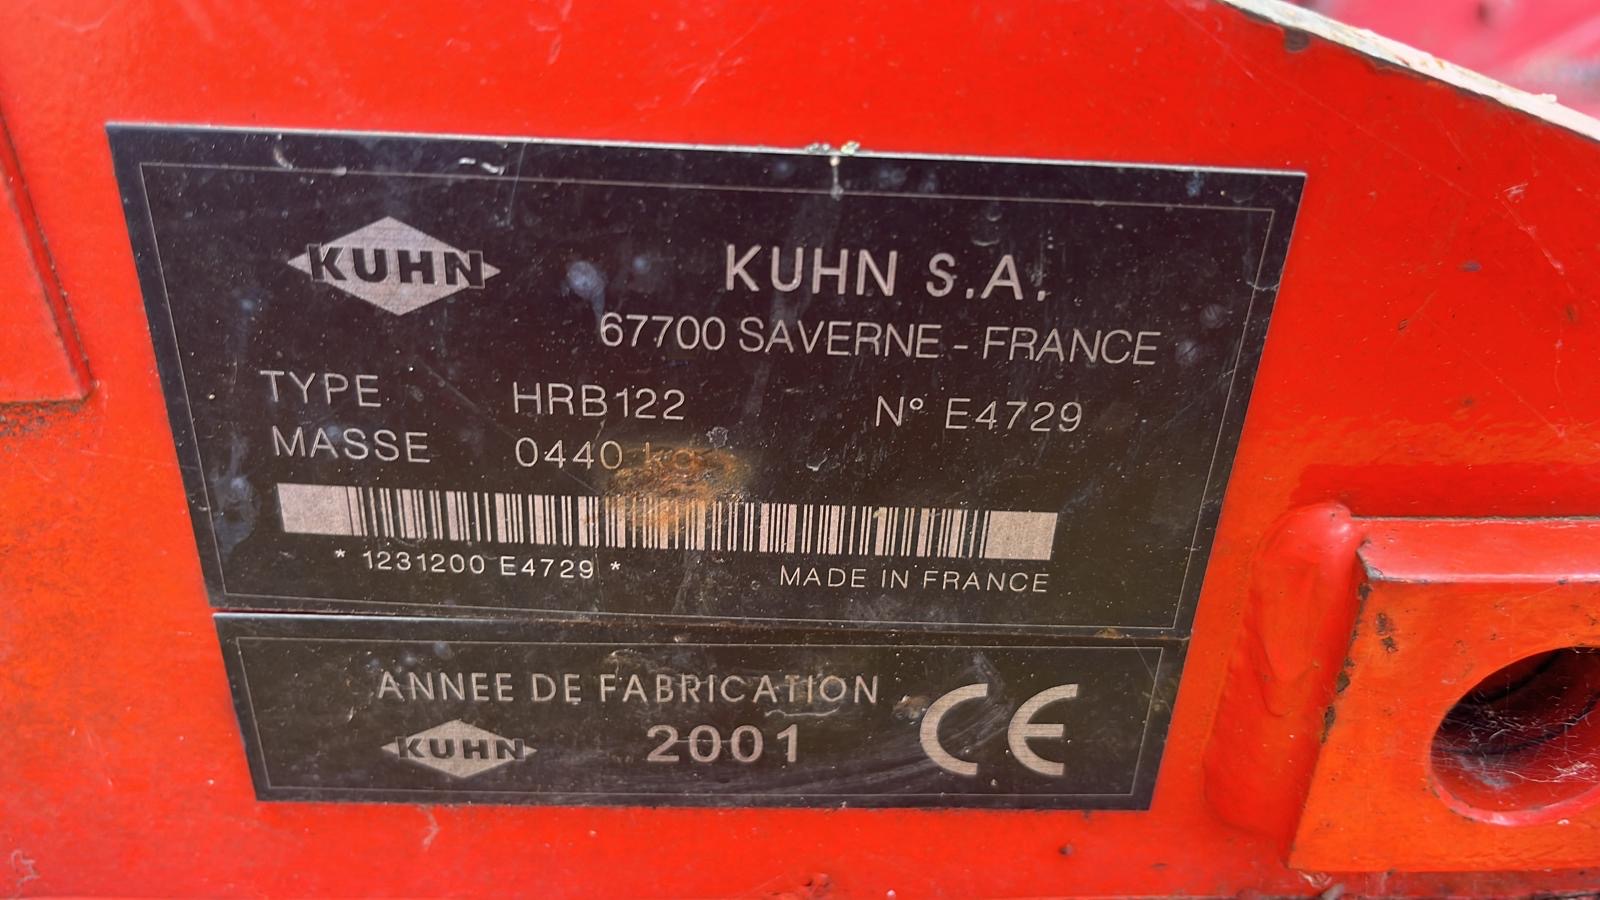 KUHN
KUHN S.A.
67700 SAVERNE - FRANCE
TYPE HRB122 N° E4729
MASSE 0440 kg
* 1231200 E4729 *
MADE IN FRANCE
ANNEE DE FABRICATION
KUHN
2001
CE